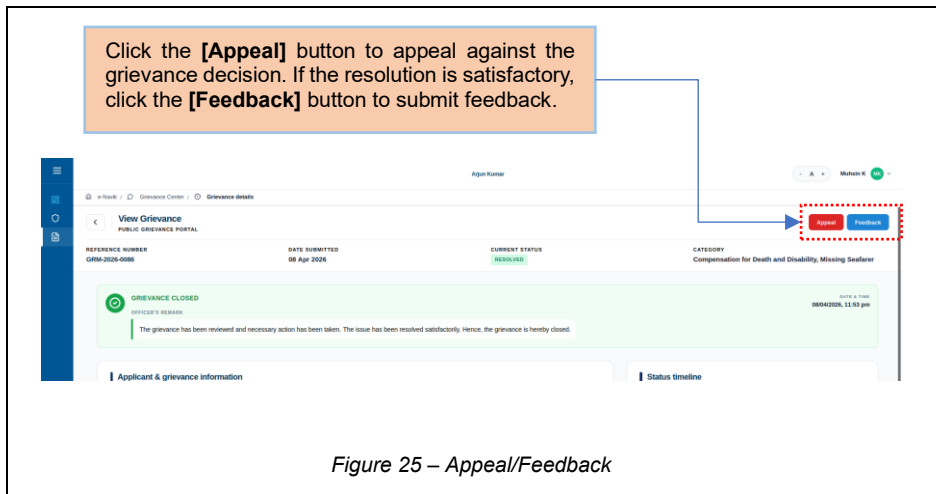 Click the [Appeal] button to appeal against the
grievance decision. If the resolution is satisfactory,
click the [Feedback] button to submit feedback.
Arjun Kumar
- A + Muhsin K MK
e-Navik / Grievance Center / Grievance details
View Grievance
PUBLIC GRIEVANCE PORTAL
Appeal Feedback
REFERENCE NUMBER DATE SUBMITTED CURRENT STATUS CATEGORY
GRM-2026-0086 08 Apr 2026 RESOLVED Compensation for Death and Disability, Missing Seafarer
GRIEVANCE CLOSED DATE & TIME
OFFICER'S REMARK 08/04/2026, 11:53 pm
The grievance has been reviewed and necessary action has been taken. The issue has been resolved satisfactorily. Hence, the grievance is hereby closed.
Applicant & grievance information Status timeline
Figure 25 – Appeal/Feedback